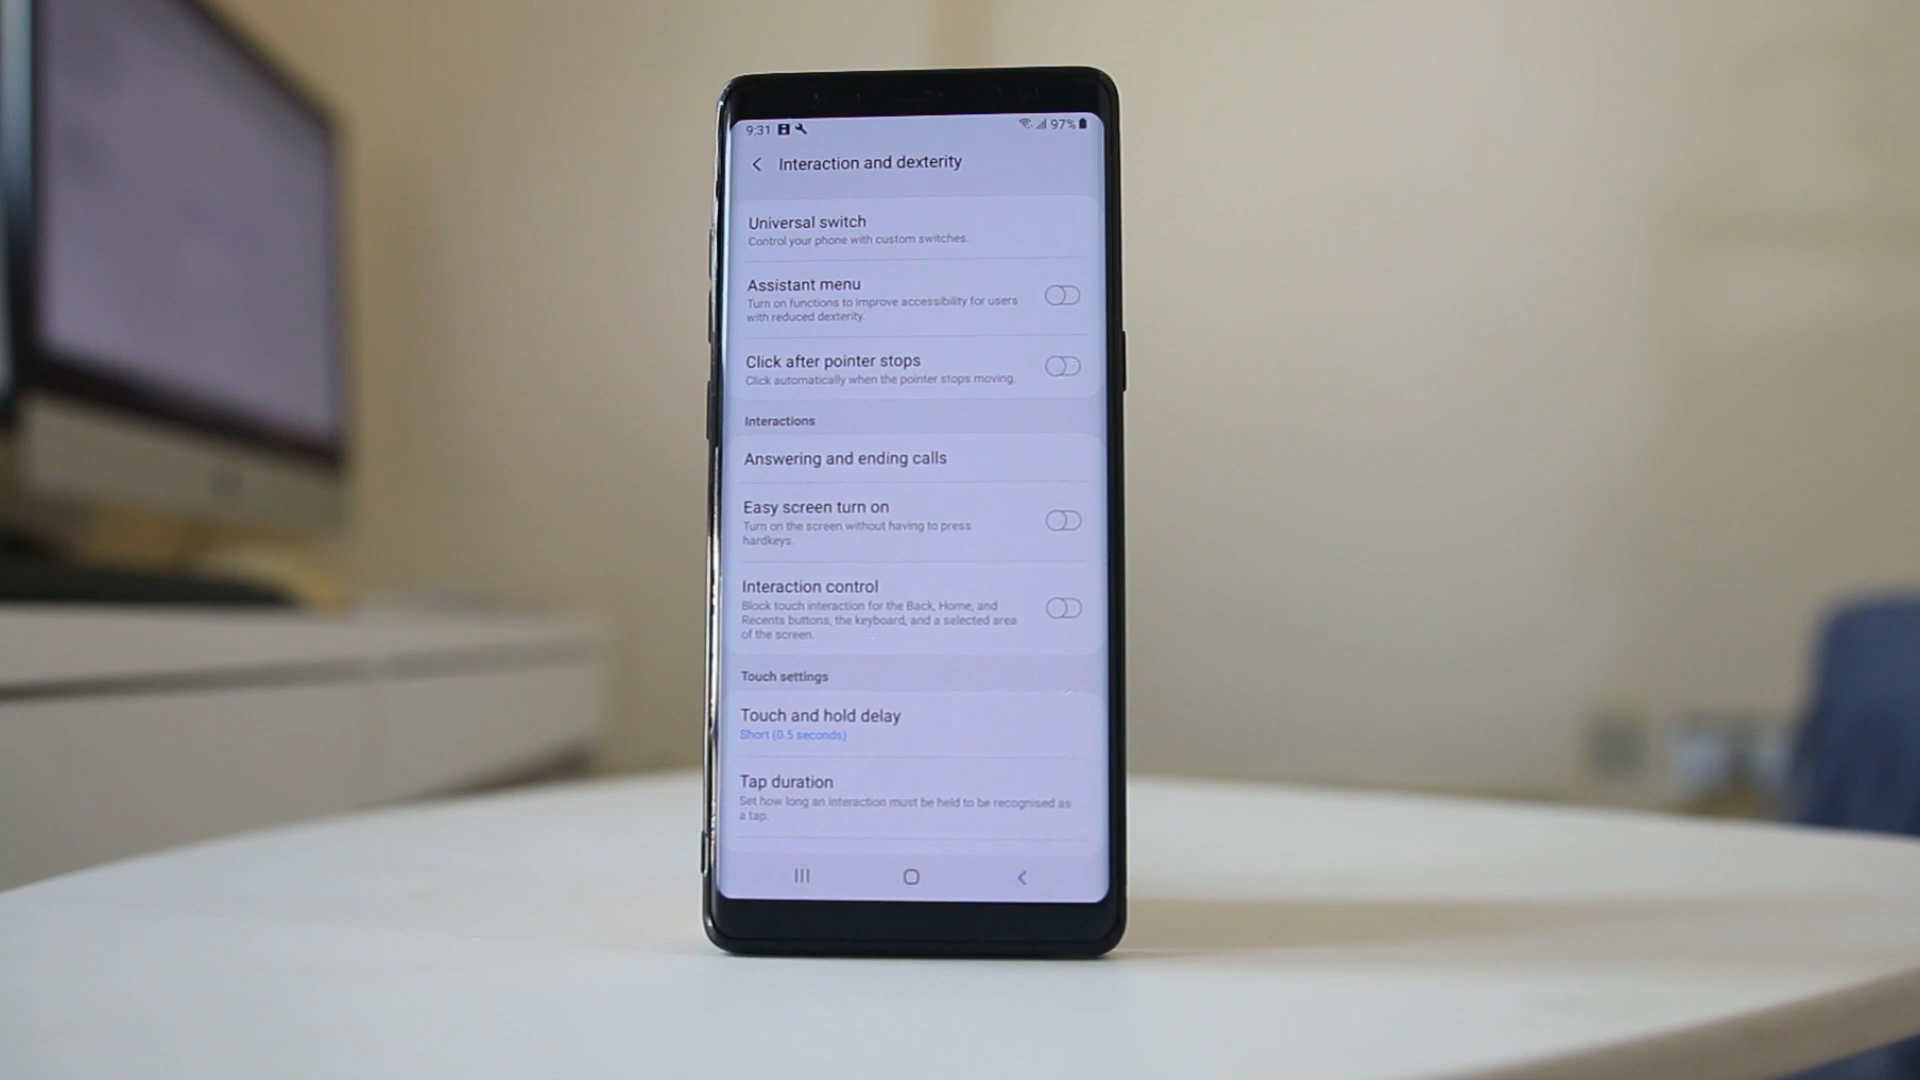 9:31
97%
Interaction and dexterity
Universal switch
Control your phone with custom switches.
Assistant menu
Turn on functions to improve accessibility for users
with reduced dexterity.
Click after pointer stops
Click automatically when the pointer stops moving.
Interactions
Answering and ending calls
Easy screen turn on
Turn on the screen without having to press
hardkeys.
Interaction control
Block touch interaction for the Back, Home, and
Recents buttons, the keyboard, and a selected area
of the screen.
Touch settings
Touch and hold delay
Short (0.5 seconds)
Tap duration
Set how long an interaction must be held to be recognised as
a tap.